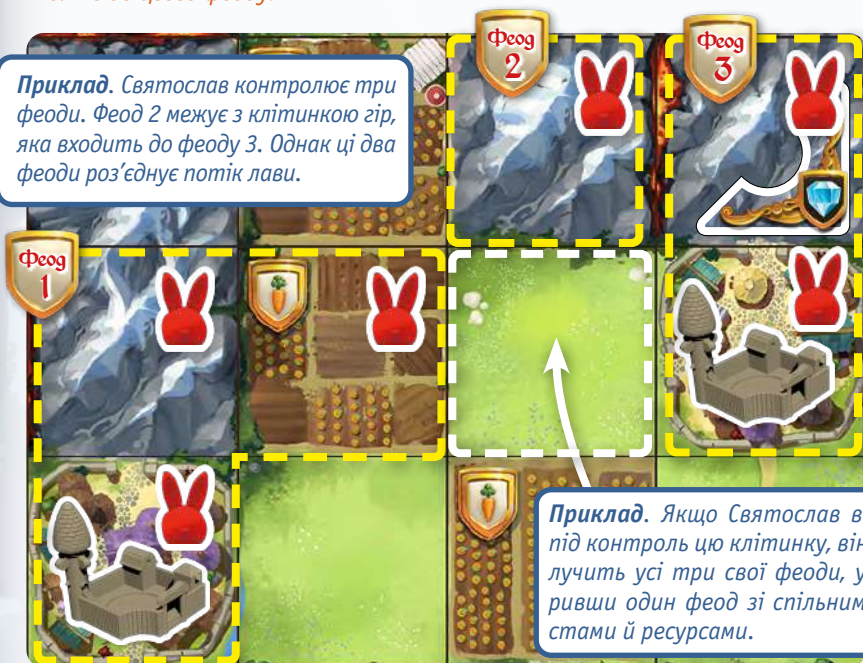 Приклад. Святослав контролює три
феоди. Феод 2 межує з клітинкою гір,
яка входить до феоду 3. Однак ці два
феоди роз’єднує потік лави.
Феод
2
Феод
3
Феод
1
Приклад. Якщо Святослав в
під контроль цю клітинку, він
лучить усі три свої феоди, у
ривши один феод зі спільним
стами й ресурсами.